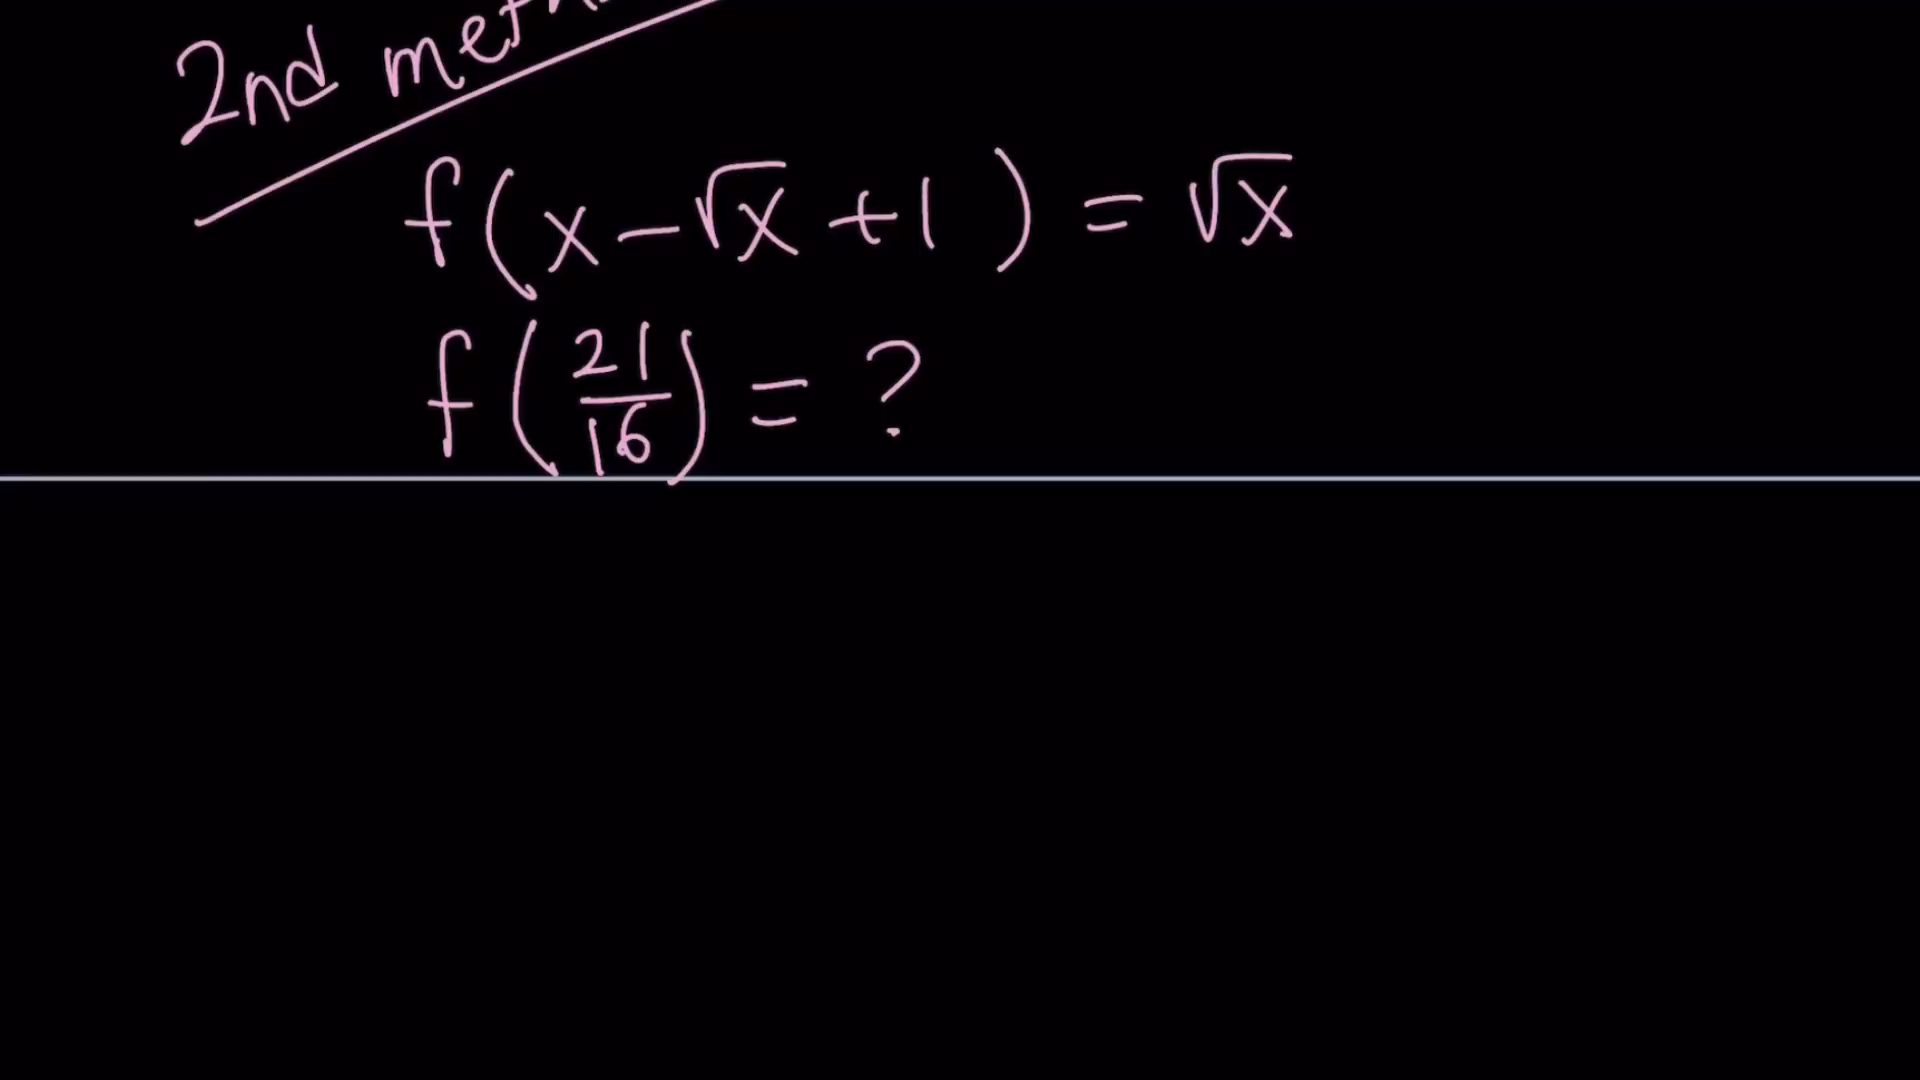 2nd
f(x-√x+1)=√x
f(21/16)=?